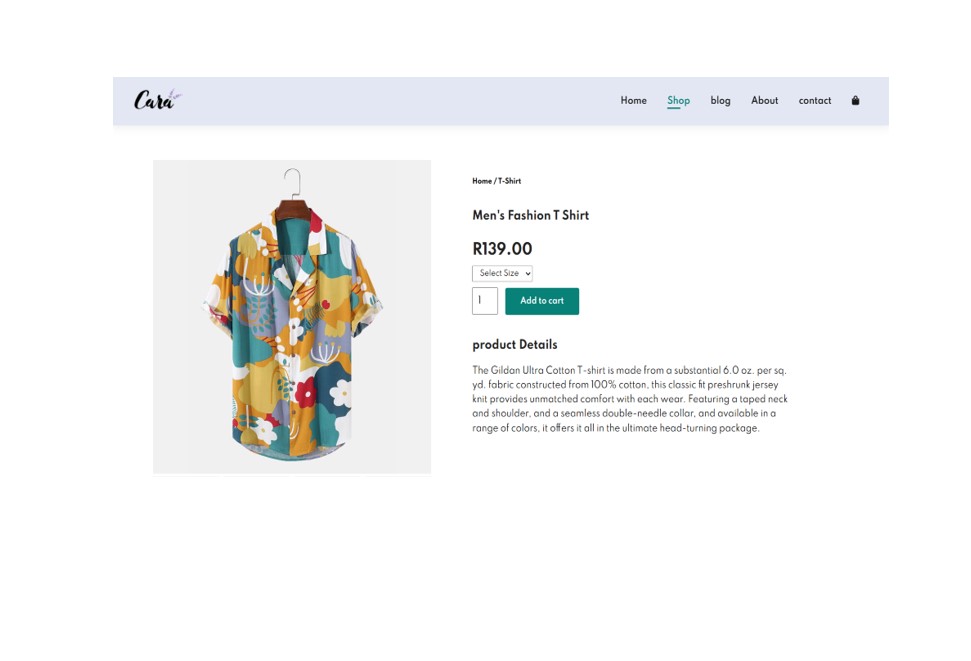 Cara
Home Shop blog About contact
Home / T-Shirt
Men's Fashion T Shirt
R139.00
Select Size
1 Add to cart
product Details
The Gildan Ultra Cotton T-shirt is made from a substantial 6.0 oz. per sq.
yd. fabric constructed from 100% cotton, this classic fit preshrunk jersey
knit provides unmatched comfort with each wear. Featuring a taped neck
and shoulder, and a seamless double-needle collar, and available in a
range of colors, it offers it all in the ultimate head-turning package.